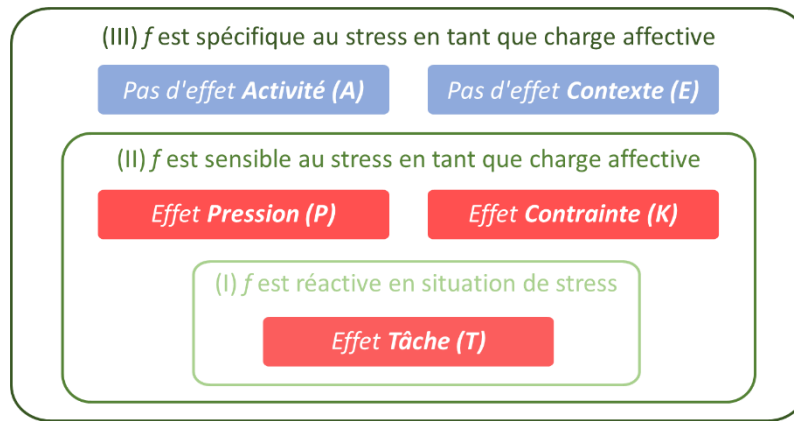 (III) f est spécifique au stress en tant que charge affective
Pas d'effet Activité (A)
Pas d'effet Contexte (E)
(II) f est sensible au stress en tant que charge affective
Effet Pression (P)
Effet Contrainte (K)
(I) f est réactive en situation de stress
Effet Tâche (T)